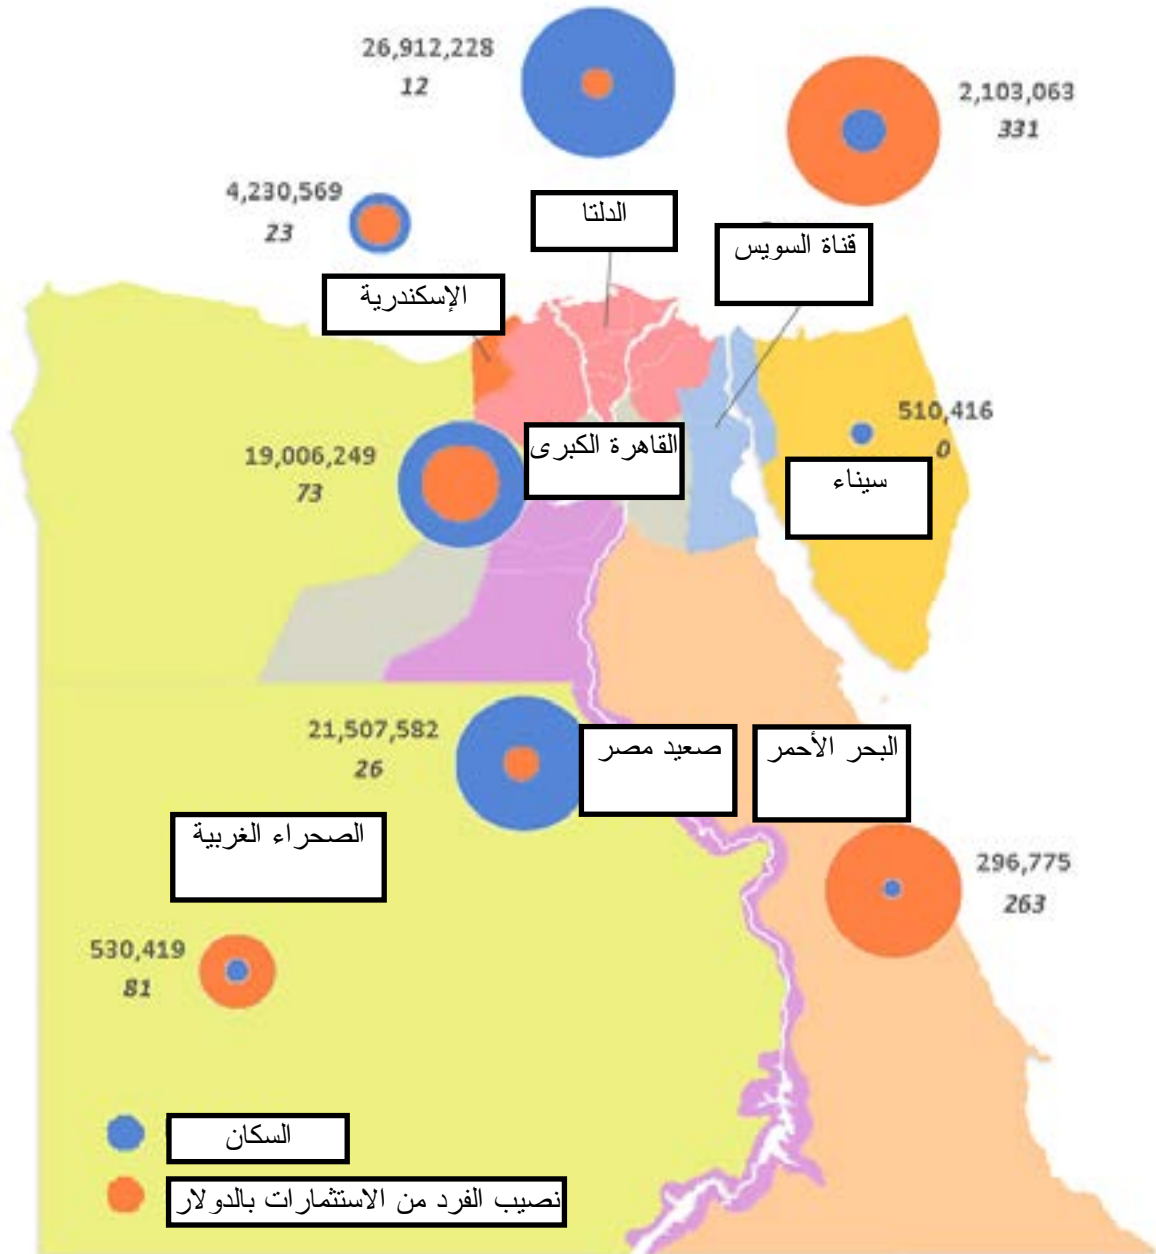 26,912,228
12
2,103,063
331
4,230,569
23
الدلتا
قناة السويس
الإسكندرية
510,416
0
القاهرة الكبرى
19,006,249
73
سيناء
21,507,582
26
صعيد مصر
البحر الأحمر
الصحراء الغربية
296,775
263
530,419
81
السكان
نصيب الفرد من الاستثمارات بالدولار